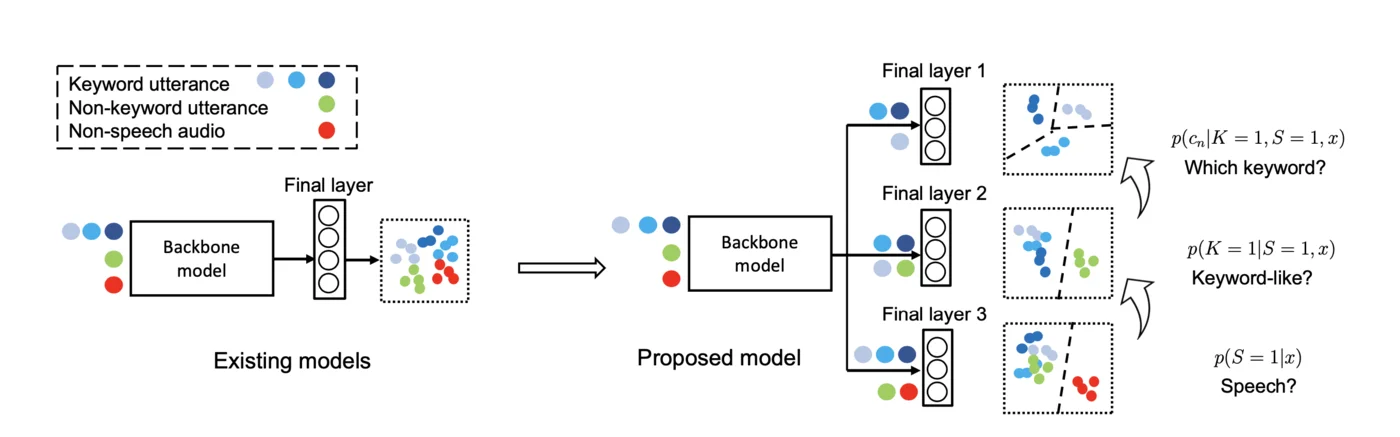 Keyword utterance
Non-keyword utterance
Non-speech audio
Final layer
Backbone
model
Existing models
Backbone
model
Proposed model
Final layer 1
Final layer 2
Final layer 3
p(cₙ|K = 1, S = 1, x)
Which keyword?
p(K = 1|S = 1, x)
Keyword-like?
p(S = 1|x)
Speech?